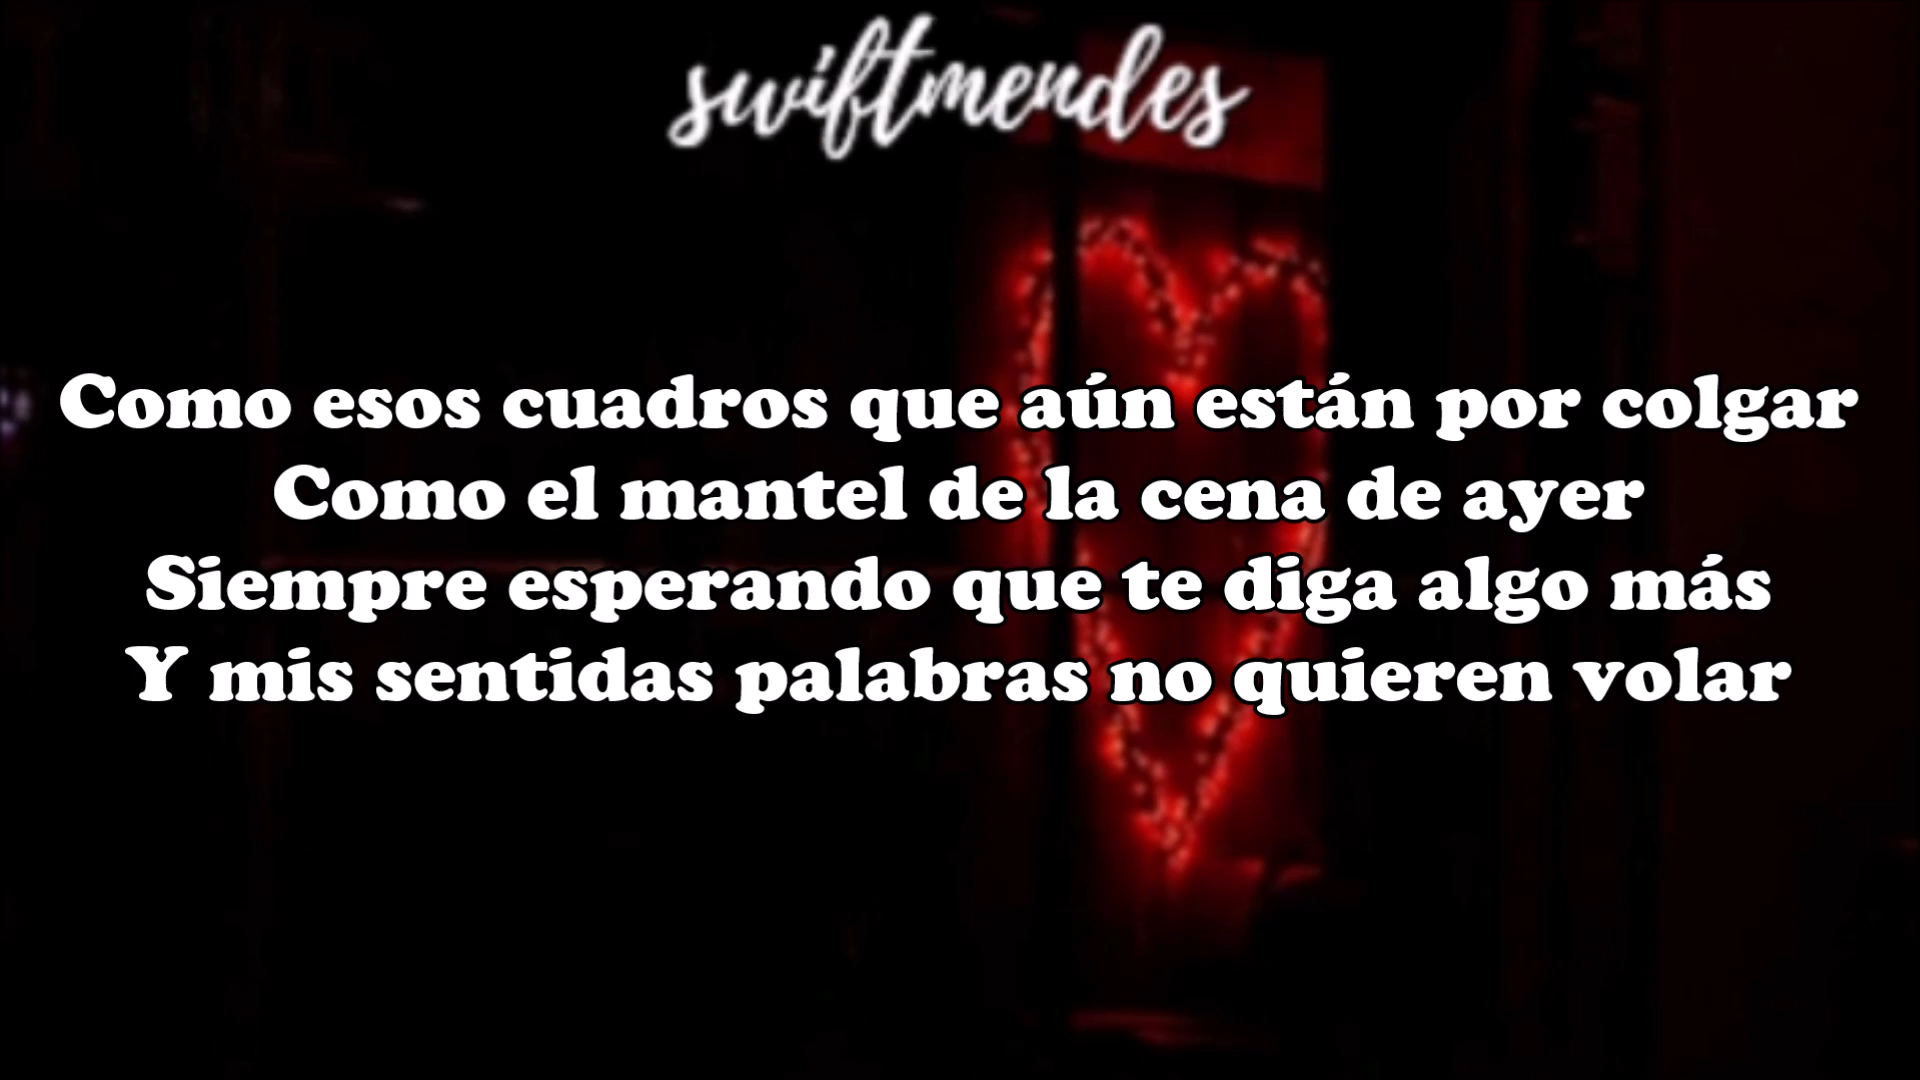 swiftmendes
Como esos cuadros que aún están por colgar
Como el mantel de la cena de ayer
Siempre esperando que te diga algo más
Y mis sentidas palabras no quieren volar